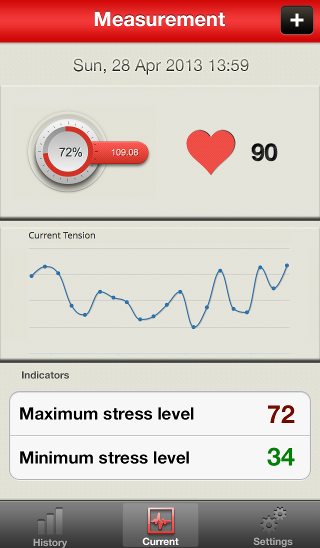 Measurement +
Sun, 28 Apr 2013 13:59
72% 109.08 90
Current Tension
Indicators
Maximum stress level 72
Minimum stress level 34
History Current Settings